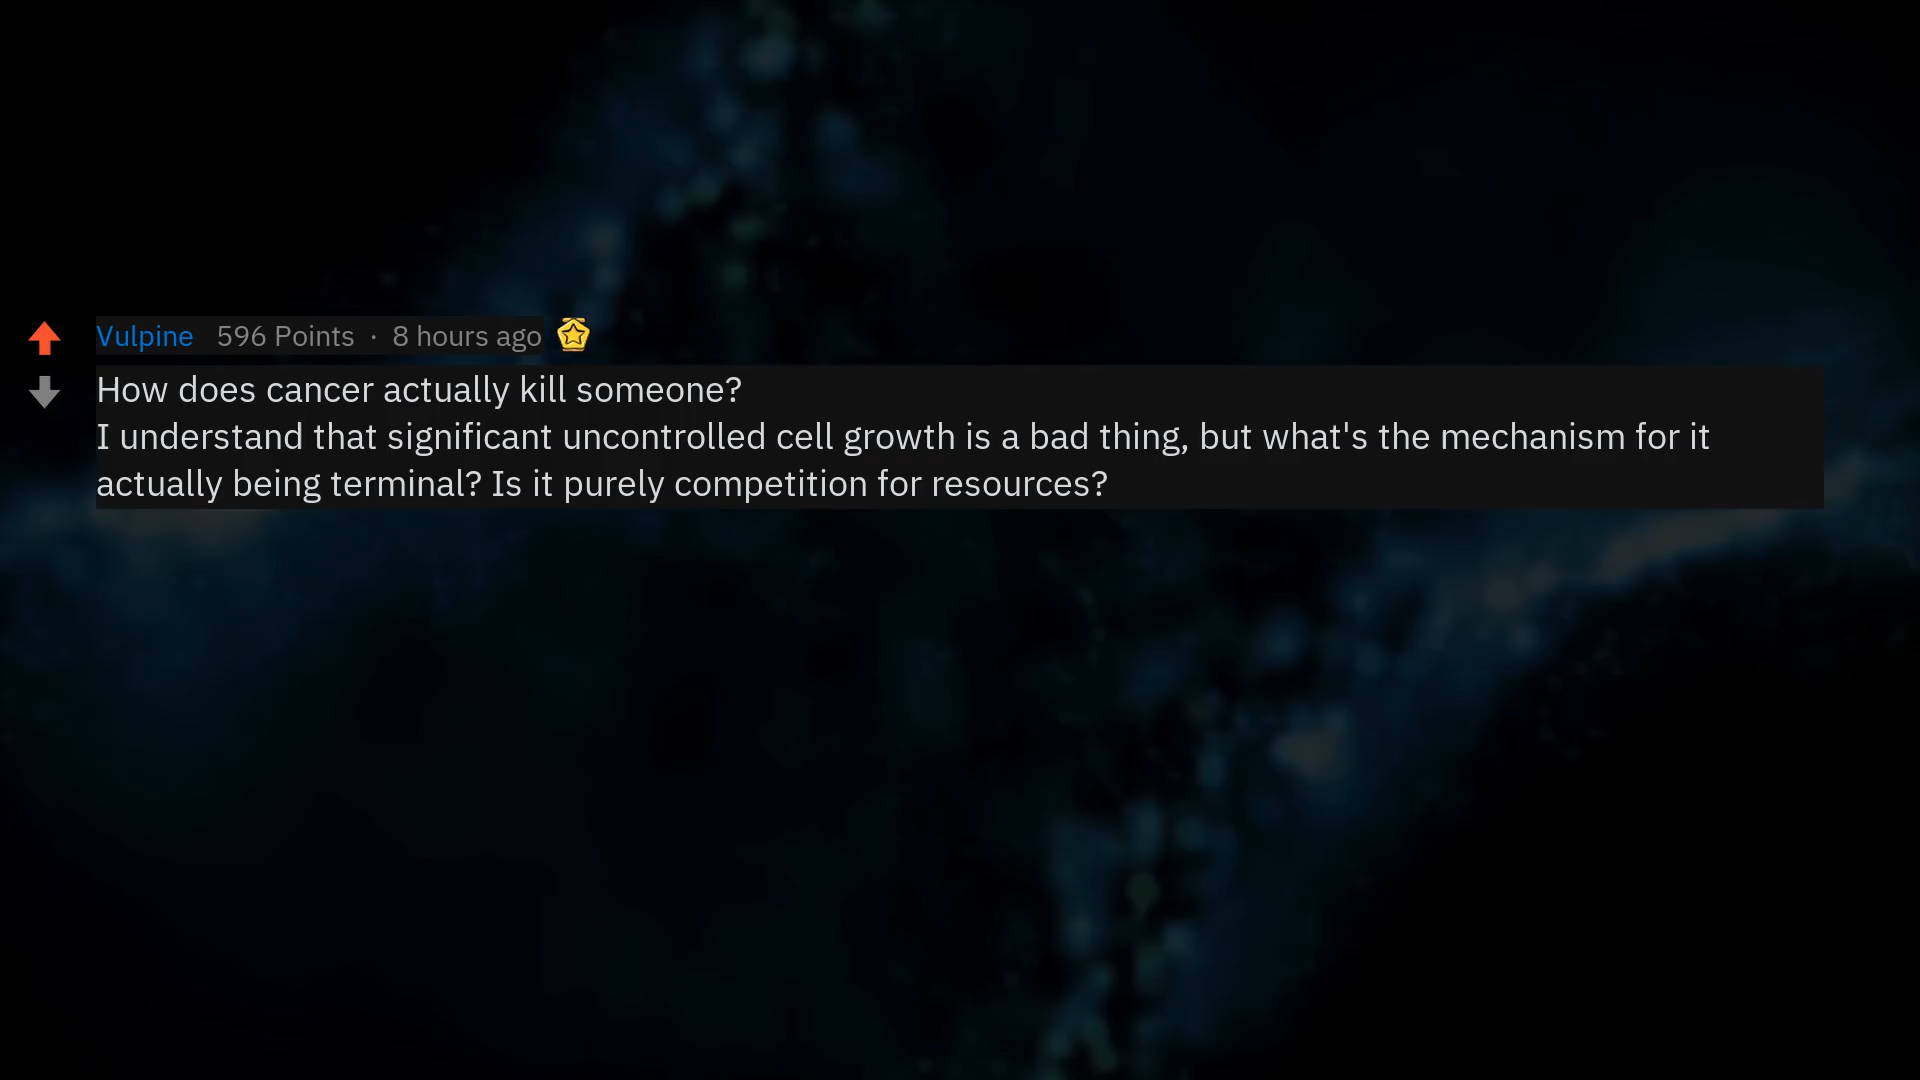 Vulpine 596 Points · 8 hours ago
How does cancer actually kill someone?
I understand that significant uncontrolled cell growth is a bad thing, but what's the mechanism for it
actually being terminal? Is it purely competition for resources?